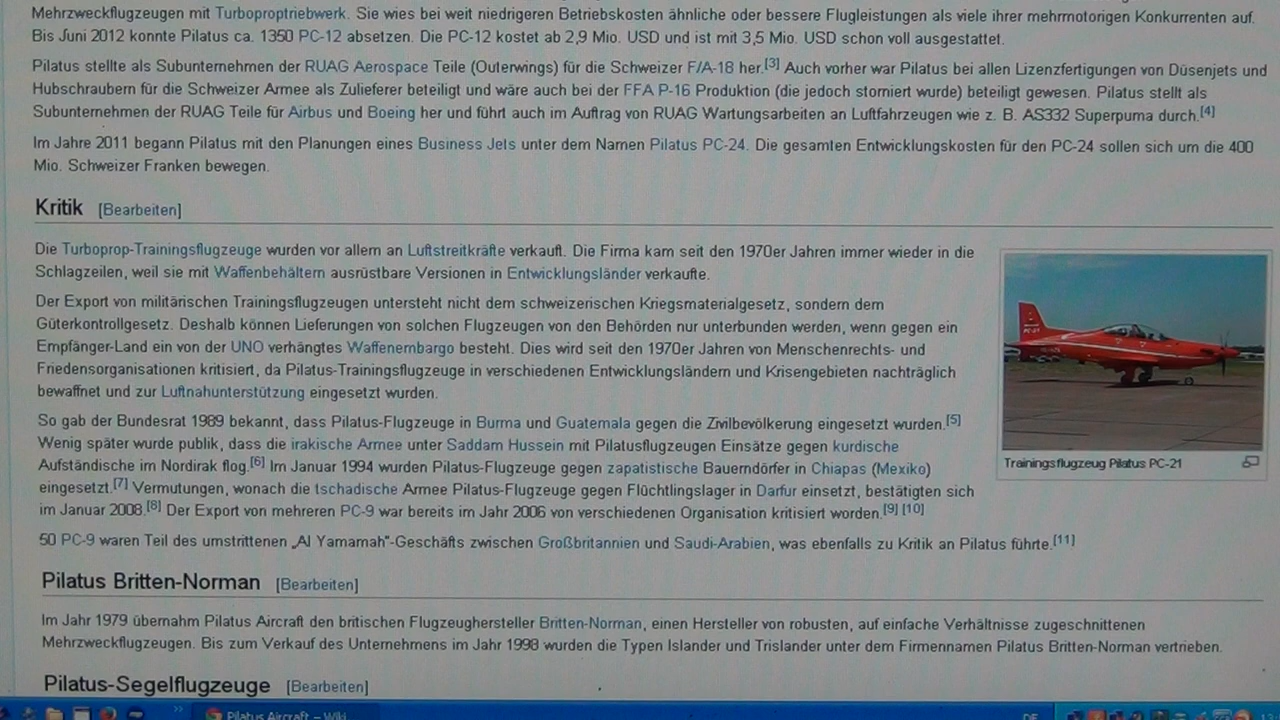 Mehrzweckflugzeugen mit Turboproptriebwerk. Sie wies bei weit niedrigeren Betriebskosten ähnliche oder bessere Flugleistungen als viele ihrer mehrmotorigen Konkurrenten auf.
Bis Juni 2012 konnte Pilatus ca. 1350 PC-12 absetzen. Die PC-12 kostet ab 2,9 Mio. USD und ist mit 3,5 Mio. USD schon voll ausgestattet.
Pilatus stellte als Subunternehmen der RUAG Aerospace Teile (Outerwings) für die Schweizer F/A-18 her.[3] Auch vorher war Pilatus bei allen Lizenzfertigungen von Düsenjets und
Hubschraubern für die Schweizer Armee als Zulieferer beteiligt und wäre auch bei der FFA P-16 Produktion (die jedoch storniert wurde) beteiligt gewesen. Pilatus stellt als
Subunternehmen der RUAG Teile für Airbus und Boeing her und führt auch im Auftrag von RUAG Wartungsarbeiten an Luftfahrzeugen wie z. B. AS332 Superpuma durch.[4]
Im Jahre 2011 begann Pilatus mit den Planungen eines Business Jets unter dem Namen Pilatus PC-24. Die gesamten Entwicklungskosten für den PC-24 sollen sich um die 400
Mio. Schweizer Franken bewegen.
Kritik [Bearbeiten]
Die Turboprop-Trainingsflugzeuge wurden vor allem an Luftstreitkräfte verkauft. Die Firma kam seit den 1970er Jahren immer wieder in die
Schlagzeilen, weil sie mit Waffenbehältern ausrüstbare Versionen in Entwicklungsländer verkaufte.
Der Export von militärischen Trainingsflugzeugen untersteht nicht dem schweizerischen Kriegsmaterialgesetz, sondern dem
Güterkontrollgesetz. Deshalb können Lieferungen von solchen Flugzeugen von den Behörden nur unterbunden werden, wenn gegen ein
Empfänger-Land ein von der UNO verhängtes Waffenembargo besteht. Dies wird seit den 1970er Jahren von Menschenrechts- und
Friedensorganisationen kritisiert, da Pilatus-Trainingsflugzeuge in verschiedenen Entwicklungsländern und Krisengebieten nachträglich
bewaffnet und zur Luftnahunterstützung eingesetzt wurden.
So gab der Bundesrat 1989 bekannt, dass Pilatus-Flugzeuge in Burma und Guatemala gegen die Zivilbevölkerung eingesetzt wurden.[5]
Wenig später wurde publik, dass die irakische Armee unter Saddam Hussein mit Pilatusflugzeugen Einsätze gegen kurdische
Aufständische im Nordirak flog.[6] Im Januar 1994 wurden Pilatus-Flugzeuge gegen zapatistische Bauerndörfer in Chiapas (Mexiko)
eingesetzt.[7] Vermutungen, wonach die tschadische Armee Pilatus-Flugzeuge gegen Flüchtlingslager in Darfur einsetzt, bestätigten sich
im Januar 2008.[8] Der Export von mehreren PC-9 war bereits im Jahr 2006 von verschiedenen Organisation kritisiert worden.[9] [10]
Trainingsflugzeug Pilatus PC-21
50 PC-9 waren Teil des umstrittenen „Al Yamamah“-Geschäfts zwischen Großbritannien und Saudi-Arabien, was ebenfalls zu Kritik an Pilatus führte.[11]
Pilatus Britten-Norman [Bearbeiten]
Im Jahr 1979 übernahm Pilatus Aircraft den britischen Flugzeughersteller Britten-Norman, einen Hersteller von robusten, auf einfache Verhältnisse zugeschnittenen
Mehrzweckflugzeugen. Bis zum Verkauf des Unternehmens im Jahr 1998 wurden die Typen Islander und Trislander unter dem Firmennamen Pilatus Britten-Norman vertrieben.
Pilatus-Segelflugzeuge [Bearbeiten]
Pilatus Aircraft – Wiki
DE